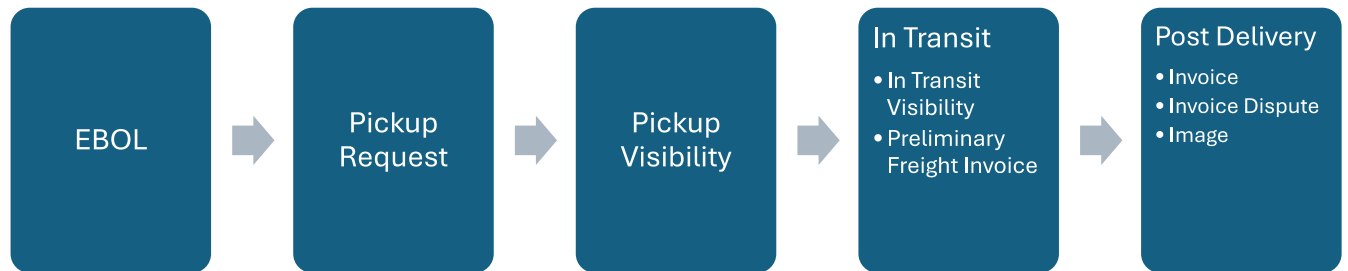 EBOL
Pickup
Request
Pickup
Visibility
In Transit
• In Transit
Visibility
• Preliminary
Freight Invoice
Post Delivery
• Invoice
• Invoice Dispute
• Image